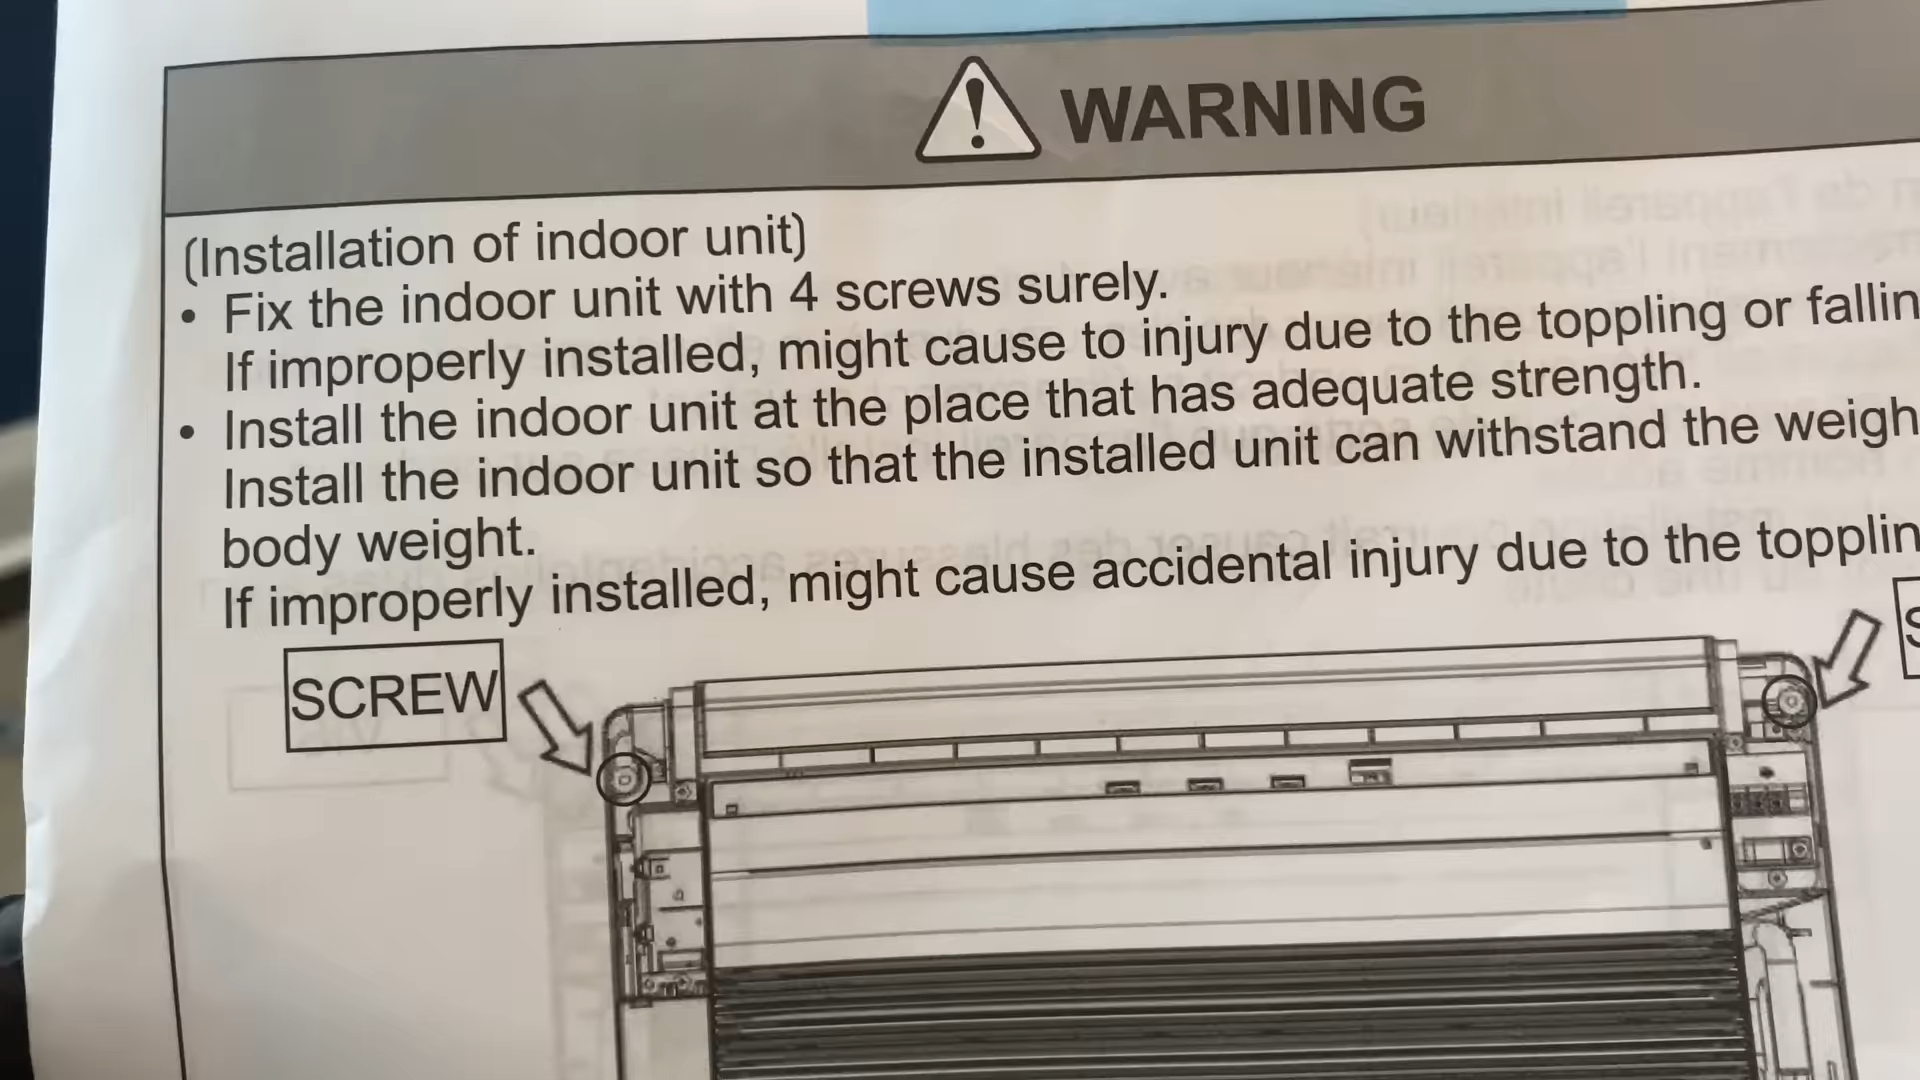 WARNING
(Installation of indoor unit)
• Fix the indoor unit with 4 screws surely.
If improperly installed, might cause to injury due to the toppling or fallin
• Install the indoor unit at the place that has adequate strength.
Install the indoor unit so that the installed unit can withstand the weigh
body weight.
If improperly installed, might cause accidental injury due to the topplin
SCREW